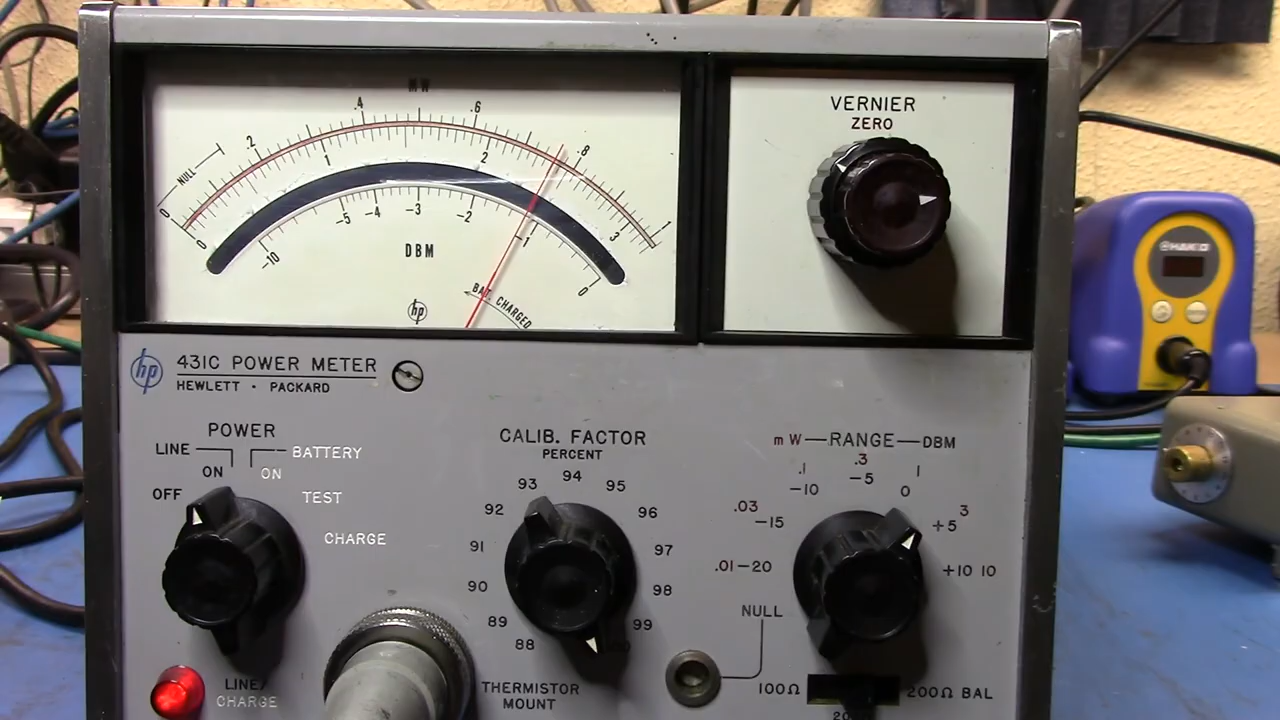 MW
.4 .6
.2 .8
NULL
0 1
1 2
0 3
-10 -5 -4 -3 -2 -1 0
DBM
BAT. CHARGED
hp
VERNIER
ZERO
HAKKO
hp 431C POWER METER
HEWLETT · PACKARD
POWER
LINE BATTERY
ON ON
OFF TEST
CHARGE
LINE/
CHARGE
CALIB. FACTOR
PERCENT
88 89 90 91 92 93 94 95 96 97 98 99 100
THERMISTOR
MOUNT
mW—RANGE—DBM
.01 -20
.03 -15
.1 -10
.3 -5
1 0
3 +5
+10 10
NULL
100Ω 200Ω BAL